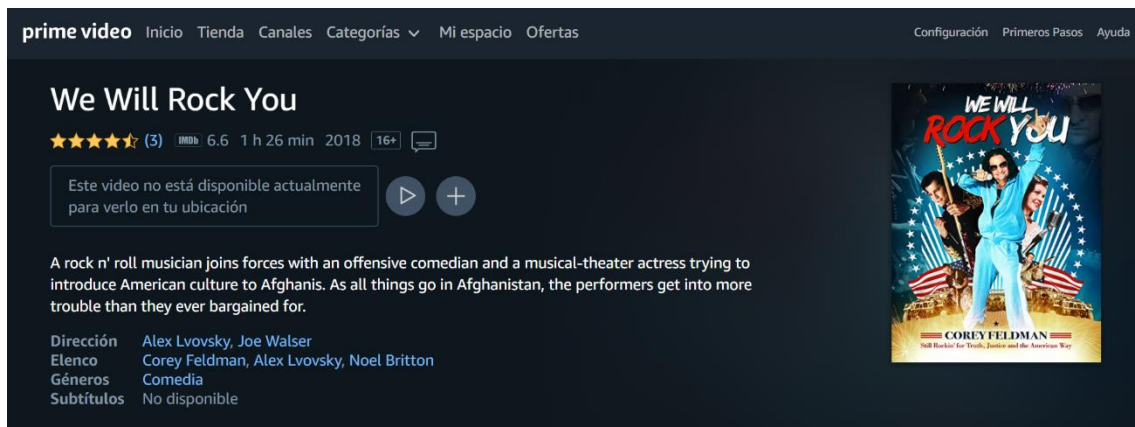 prime video Inicio Tienda Canales Categorías Mi espacio Ofertas Configuración Primeros Pasos Ayuda
We Will Rock You
(3) IMDb 6.6 1 h 26 min 2018 16+
Este video no está disponible actualmente
para verlo en tu ubicación
A rock n' roll musician joins forces with an offensive comedian and a musical-theater actress trying to
introduce American culture to Afghanis. As all things go in Afghanistan, the performers get into more
trouble than they ever bargained for.
Dirección Alex Lvovsky, Joe Walser
Elenco Corey Feldman, Alex Lvovsky, Noel Britton
Géneros Comedia
Subtítulos No disponible
WE WILL
ROCK YOU
COREY FELDMAN
Still Rockin' for Truth, Justice and the American Way